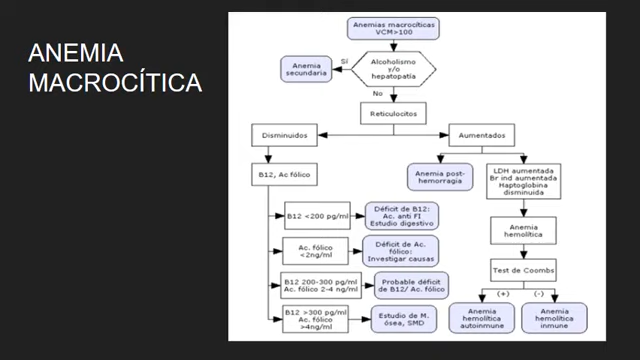 ANEMIA
MACROCÍTICA
Anemias macrocíticas
VCM>100
Alcoholismo
y/o
hepatopatía
Sí
Anemia
secundaria
No
Reticulocitos
Disminuidos
Aumentados
B12, Ac fólico
Anemia post-
hemorragia
LDH aumentada
Br ind aumentada
Haptoglobina
disminuida
B12 <200 pg/ml
Déficit de B12:
Ac. anti FI
Estudio digestivo
Anemia
hemolítica
Ac. fólico
<2ng/ml
Déficit de Ac.
fólico:
Investigar causas
Test de Coombs
B12 200-300 pg/ml
Ac. fólico 2-4 ng/ml
Probable déficit
de B12/ Ac. fólico
(+)
(-)
B12 >300 pg/ml
Ac. fólico
>4ng/ml
Estudio de M.
ósea, SMD
Anemia
hemolítica
autoinmune
Anemia
hemolítica
inmune